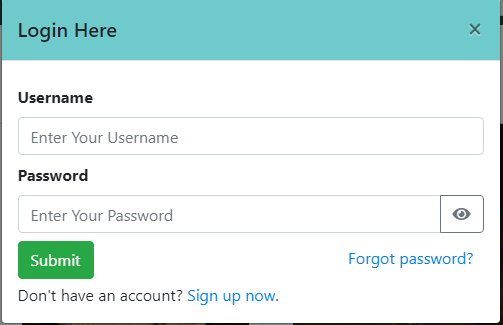 Login Here ×
Username
Enter Your Username
Password
Enter Your Password
Submit Forgot password?
Don't have an account? Sign up now.